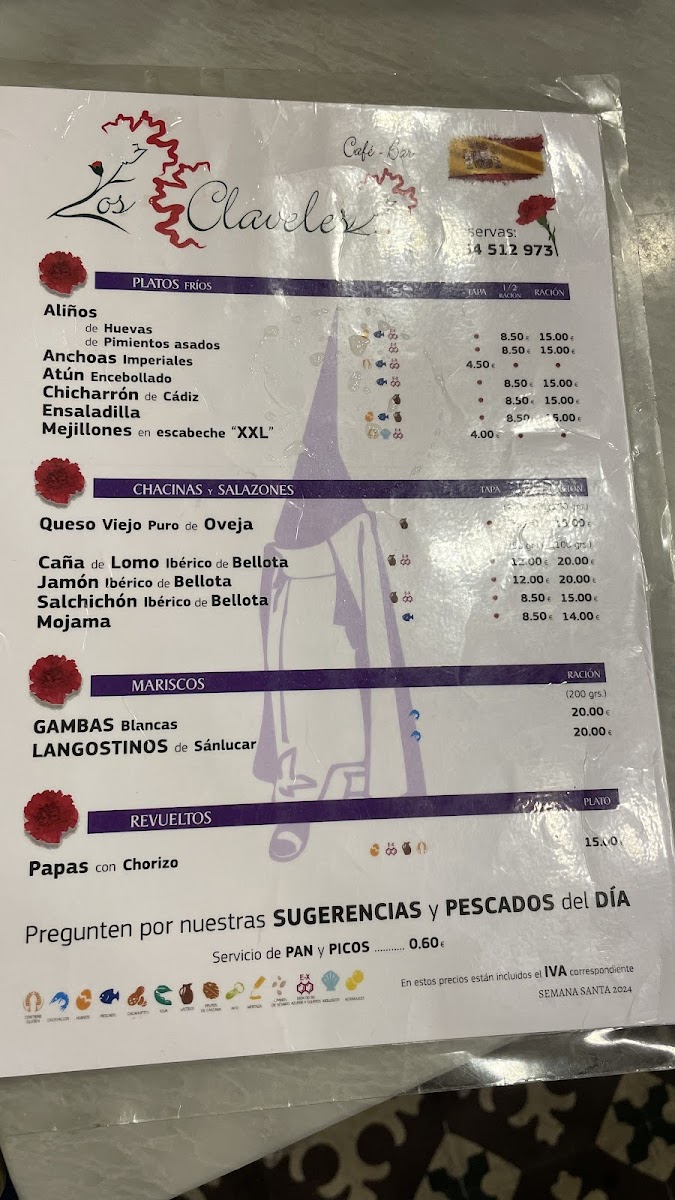 Café - Bar
Los Claveles
servas:
54 512 973
PLATOS FRÍOS TAPA 1/2 RACIÓN RACIÓN
Aliños
de Huevas 8.50€ 15.00€
de Pimientos asados 8.50€ 15.00€
Anchoas Imperiales 4.50€
Atún Encebollado 8.50€ 15.00€
Chicharrón de Cádiz 8.50€ 15.00€
Ensaladilla 8.50 15.00€
Mejillones en escabeche "XXL" 4.00€
CHACINAS Y SALAZONES TAPA
Queso Viejo Puro de Oveja 15.00€
Caña de Lomo Ibérico de Bellota 12.00€ 20.00€
Jamón Ibérico de Bellota 12.00€ 20.00€
Salchichón Ibérico de Bellota 8.50€ 15.00€
Mojama 8.50€ 14.00€
MARISCOS RACIÓN
(200 grs.)
GAMBAS Blancas 20.00€
LANGOSTINOS de Sánlucar 20.00€
REVUELTOS PLATO
Papas con Chorizo 15.00€
Pregunten por nuestras SUGERENCIAS y PESCADOS del DÍA
Servicio de PAN y PICOS ........... 0.60€
En estos precios están incluidos el IVA correspondiente
SEMANA SANTA 2024